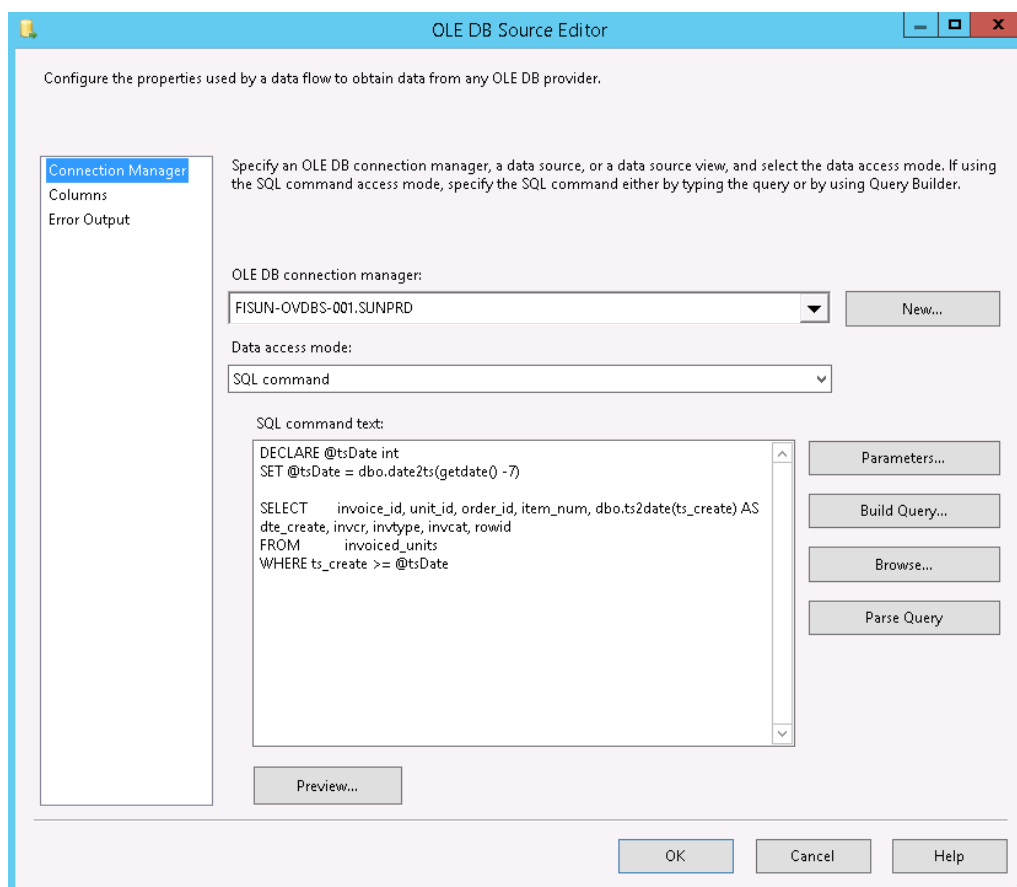 OLE DB Source Editor
Configure the properties used by a data flow to obtain data from any OLE DB provider.
Connection Manager
Columns
Error Output
Specify an OLE DB connection manager, a data source, or a data source view, and select the data access mode. If using
the SQL command access mode, specify the SQL command either by typing the query or by using Query Builder.
OLE DB connection manager:
FISUN-OVDBS-001.SUNPRD
New...
Data access mode:
SQL command
SQL command text:
DECLARE @tsDate int
SET @tsDate = dbo.date2ts(getdate() -7)
SELECT invoice_id, unit_id, order_id, item_num, dbo.ts2date(ts_create) AS
dte_create, invcr, invtype, invcat, rowid
FROM invoiced_units
WHERE ts_create >= @tsDate
Parameters...
Build Query...
Browse...
Parse Query
Preview...
OK
Cancel
Help